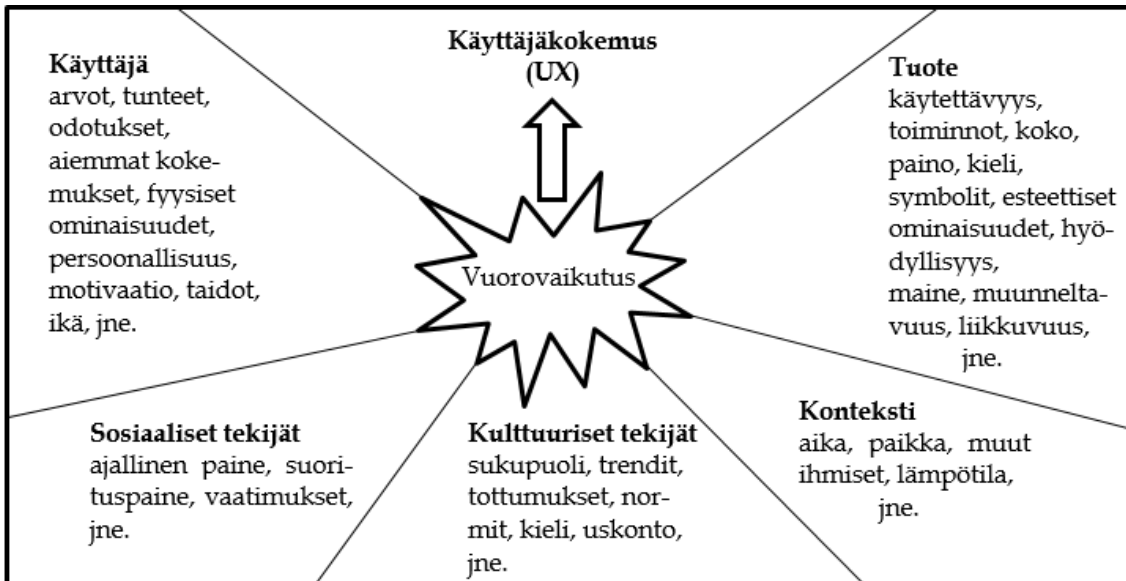 Käyttäjäkokemus
(UX)
Käyttäjä
arvot, tunteet,
odotukset,
aiemmat koke-
mukset, fyysiset
ominaisuudet,
persoonallisuus,
motivaatio, taidot,
ikä, jne.
Tuote
käytettävyys,
toiminnot, koko,
paino, kieli,
symbolit, esteettiset
ominaisuudet, hyö-
dyllisyys,
maine, muunnelta-
vuus, liikkuvuus,
jne.
Vuorovaikutus
Sosiaaliset tekijät
ajallinen paine, suori-
tuspaine, vaatimukset,
jne.
Kulttuuriset tekijät
sukupuoli, trendit,
tottumukset, nor-
mit, kieli, uskonto,
jne.
Konteksti
aika, paikka, muut
ihmiset, lämpötila,
jne.